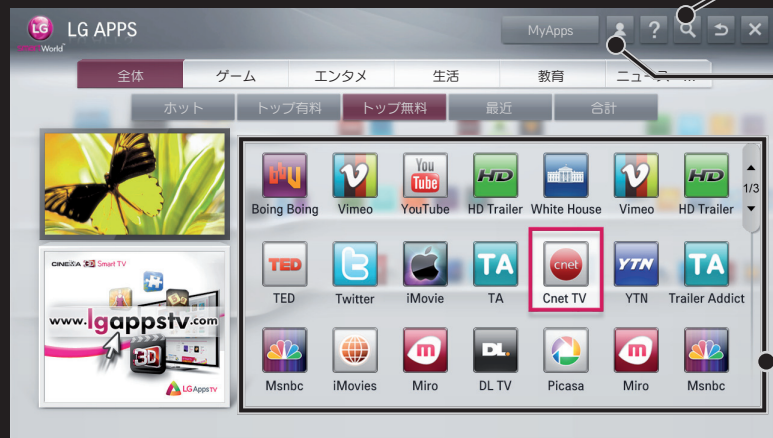 LG
LG APPS
SmartWorld
MyApps
?
全体 ゲーム エンタメ 生活 教育
ホット トップ有料 トップ無料 最近 合計
bby You Tube HD HD
Boing Boing Vimeo YouTube HD Trailer White House Vimeo HD Trailer
1/3
TED TA cnet YTN TA
TED Twitter iMovie TA Cnet TV YTN Trailer Addict
CINEMA 3D Smart TV
www.lgappstv.com
3D
LG Apps TV
m DL. m
Msnbc iMovies Miro DL TV Picasa Miro Msnbc